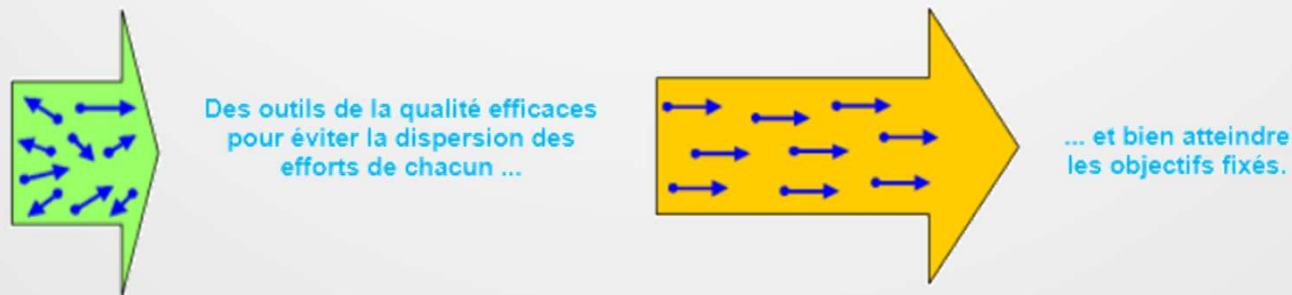 Des outils de la qualité efficaces
pour éviter la dispersion des
efforts de chacun ...
... et bien atteindre
les objectifs fixés.